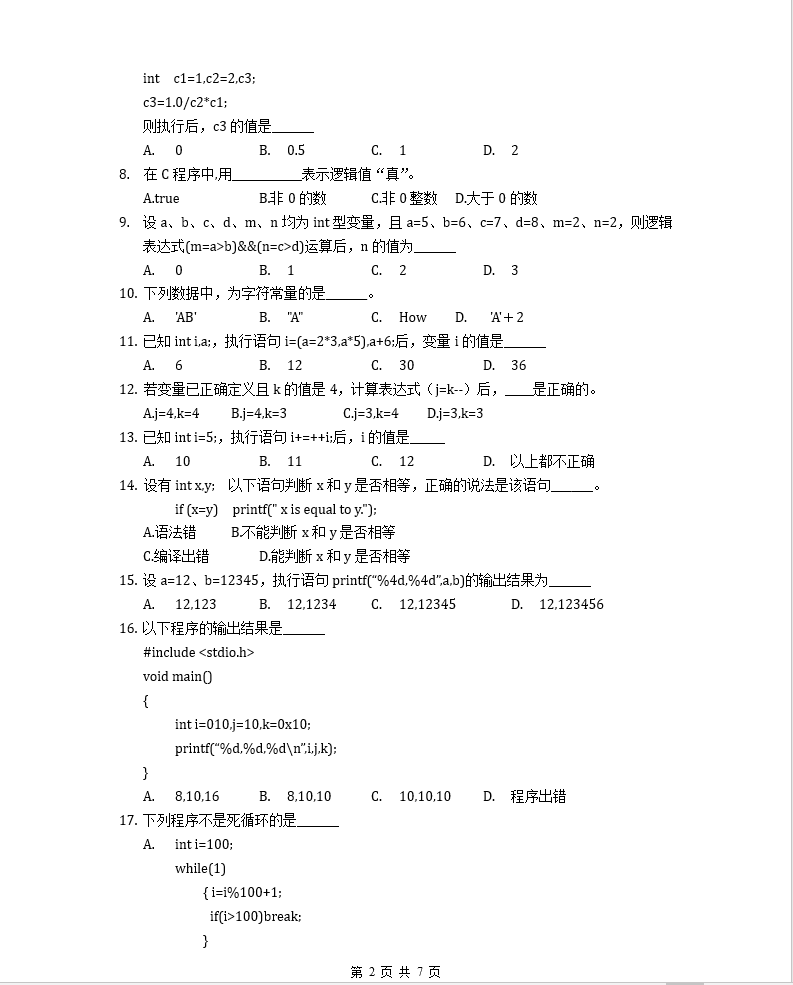 int    c1=1,c2=2,c3;
c3=1.0/c2*c1;
则执行后，c3 的值是______
A.    0    B.    0.5    C.    1    D.    2
8.    在 C 程序中,用__________表示逻辑值“真”。
A.true    B.非 0 的数    C.非 0 整数    D.大于 0 的数
9.    设 a、b、c、d、m、n 均为 int 型变量，且 a=5、b=6、c=7、d=8、m=2、n=2，则逻辑
表达式(m=a>b)&&(n=c>d)运算后，n 的值为______
A.    0    B.    1    C.    2    D.    3
10.  下列数据中，为字符常量的是______。
A.    'AB'    B.    "A"    C.    How    D.    'A'＋2
11.  已知 int i,a;，执行语句 i=(a=2*3,a*5),a+6;后，变量 i 的值是______
A.    6    B.    12    C.    30    D.    36
12.  若变量已正确定义且 k 的值是 4，计算表达式（j=k--）后，____是正确的。
A.j=4,k=4    B.j=4,k=3    C.j=3,k=4    D.j=3,k=3
13.  已知 int i=5;，执行语句 i+=++i;后，i 的值是_____
A.    10    B.    11    C.    12    D.    以上都不正确
14.  设有 int x,y;    以下语句判断 x 和 y 是否相等，正确的说法是该语句______。
if (x=y)    printf(" x is equal to y.");
A.语法错    B.不能判断 x 和 y 是否相等
C.编译出错    D.能判断 x 和 y 是否相等
15.  设 a=12、b=12345，执行语句 printf(“%4d,%4d”,a,b)的输出结果为______
A.    12,123    B.    12,1234    C.    12,12345    D.    12,123456
16.  以下程序的输出结果是______
#include <stdio.h>
void main()
{
int i=010,j=10,k=0x10;
printf(“%d,%d,%d\n”,i,j,k);
}
A.    8,10,16    B.    8,10,10    C.    10,10,10    D.    程序出错
17.  下列程序不是死循环的是______
A.    int i=100;
while(1)
{ i=i%100+1;
if(i>100)break;
}
第 2 页 共 7 页